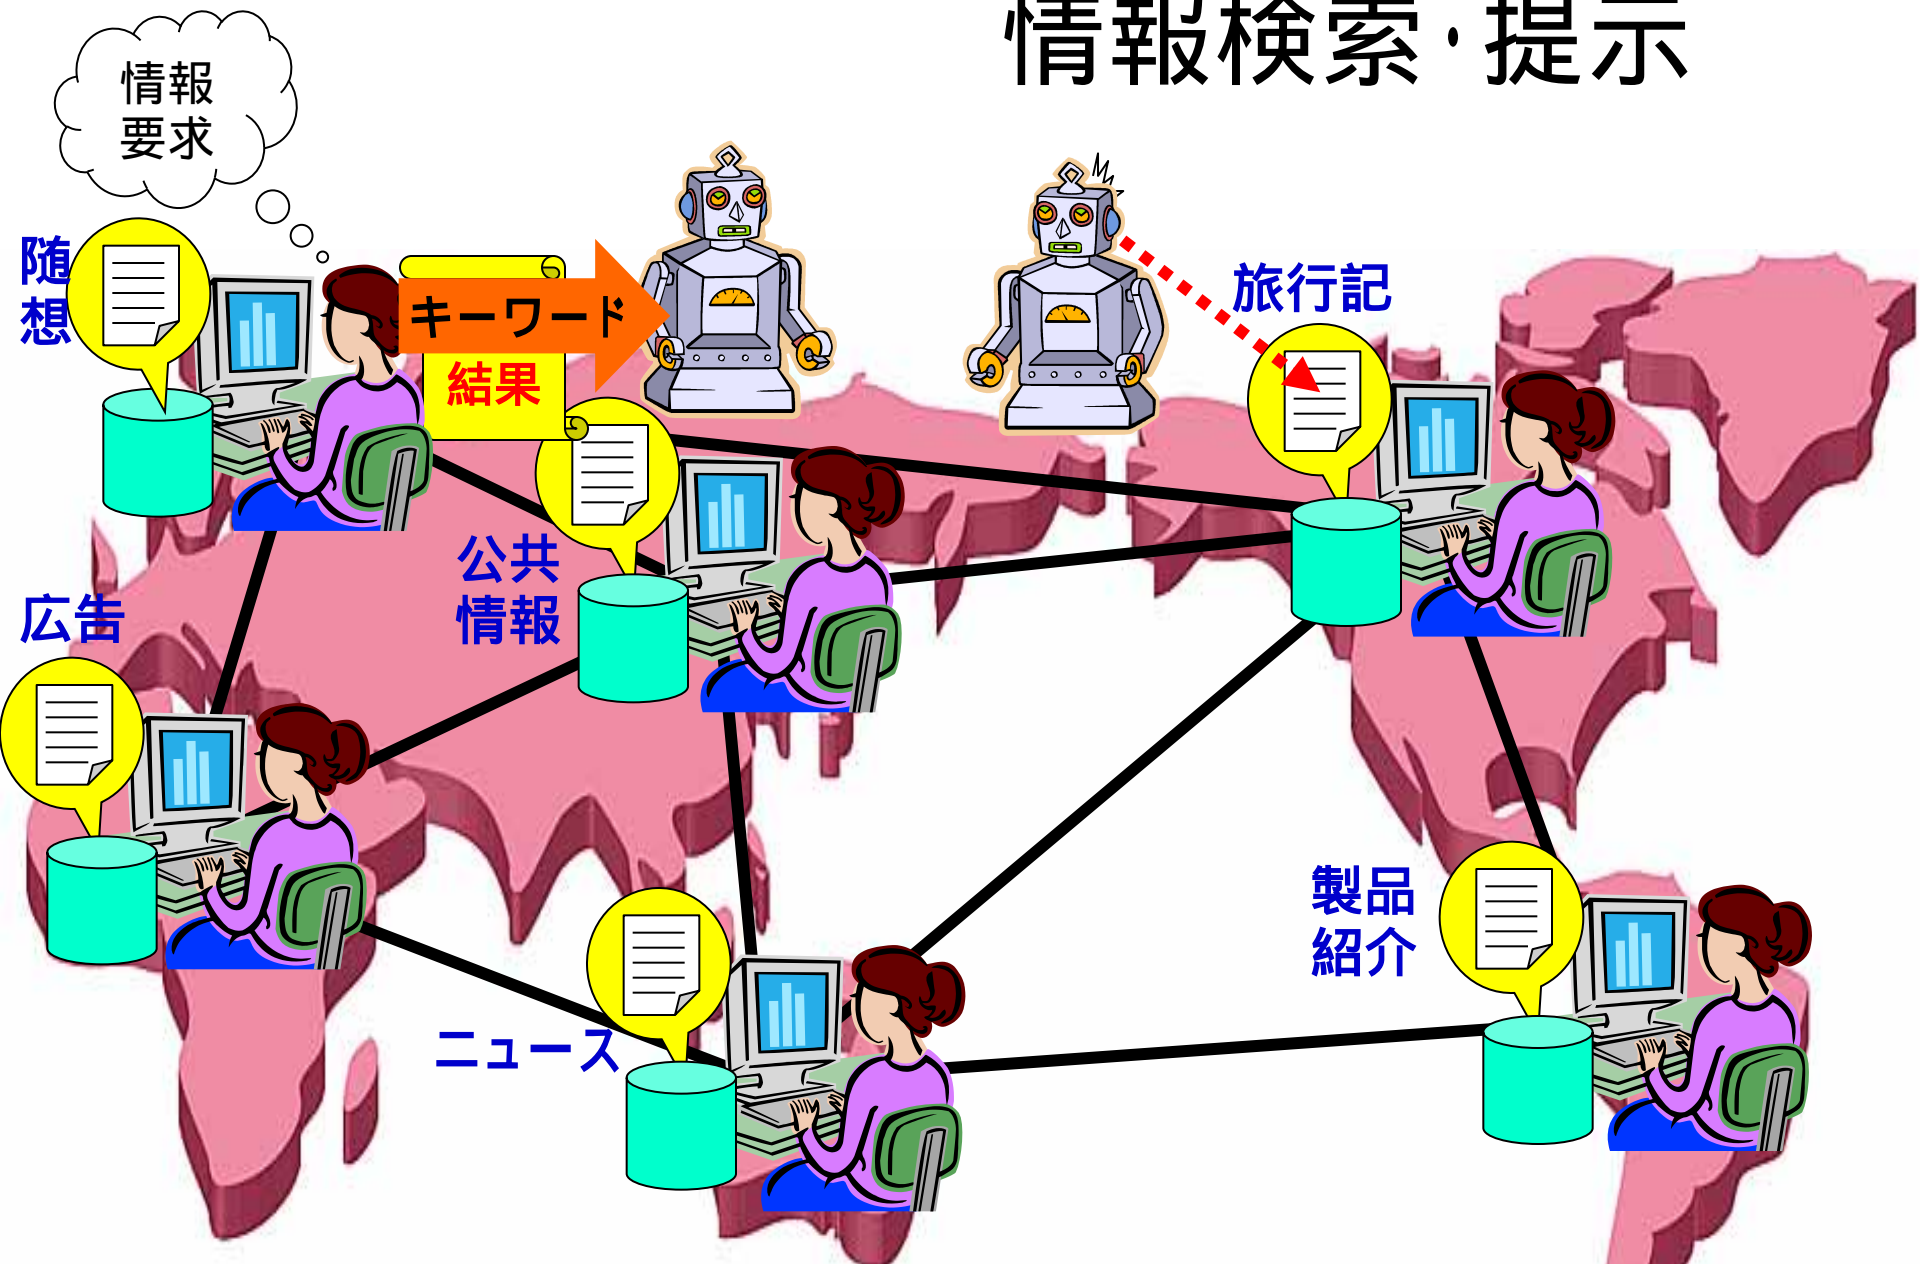 情報検索・提示
情報
要求
随
想
キーワード
結果
旅行記
公共
情報
広告
製品
紹介
ニュース